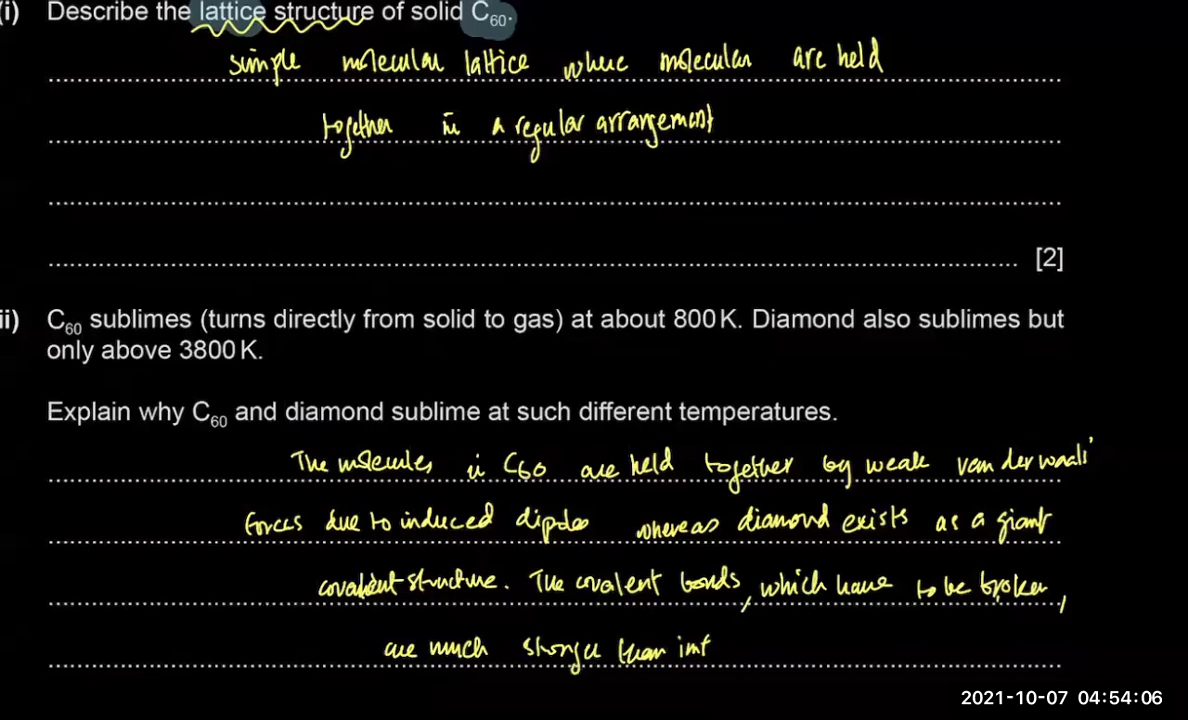 (i) Describe the lattice structure of solid C60.
simple molecular lattice where molecular are held
together in a regular arrangement
[2]
ii) C60 sublimes (turns directly from solid to gas) at about 800 K. Diamond also sublimes but
only above 3800 K.
Explain why C60 and diamond sublime at such different temperatures.
The molecules in C60 are held together by weak van der waals'
forces due to induced dipoles whereas diamond exists as a giant
covalent structure. The covalent bonds, which have to be broken,
are much stronger than imf
2021-10-07 04:54:06